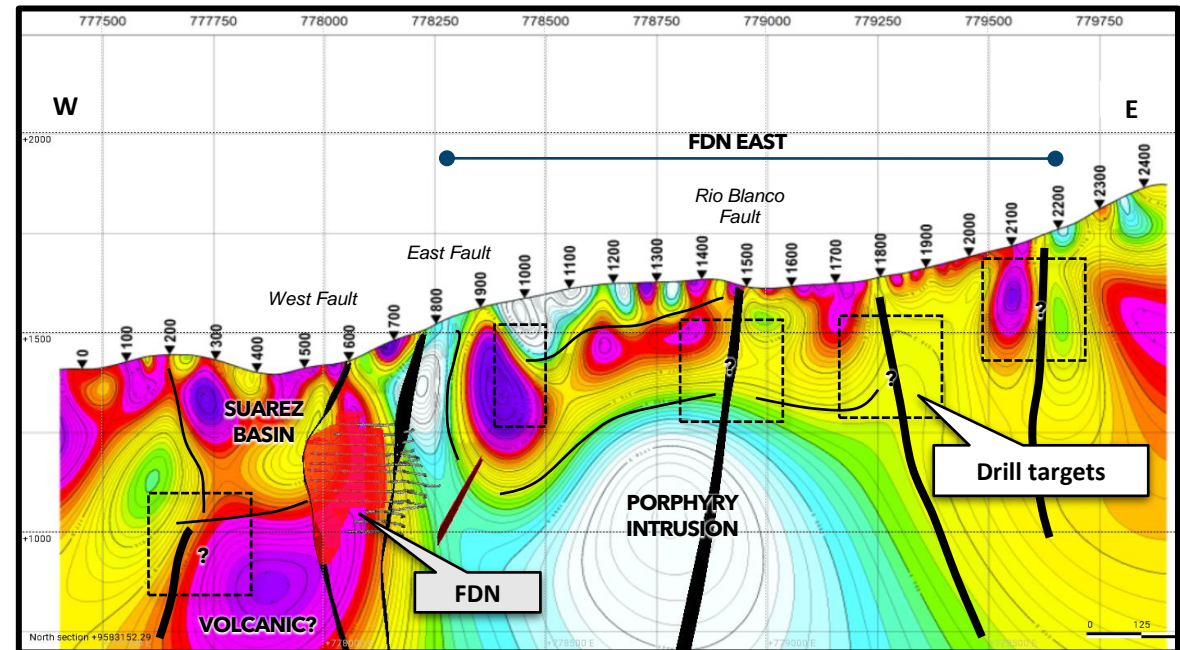 777500 777750 778000 778250 778500 778750 779000 779250 779500 779750
W
E
+2000
FDN EAST
Rio Blanco
Fault
East Fault
West Fault
0 100 200 300 400 500 600 700 800 900 1000 1100 1200 1300 1400 1500 1600 1700 1800 1900 2000 2100 2200 2300 2400
+1500
?
?
?
SUAREZ
BASIN
Drill targets
PORPHYRY
INTRUSION
+1000
?
FDN
VOLCANIC?
North section +9583152.29
+778000 E
+778500 E
+779000 E
0 125